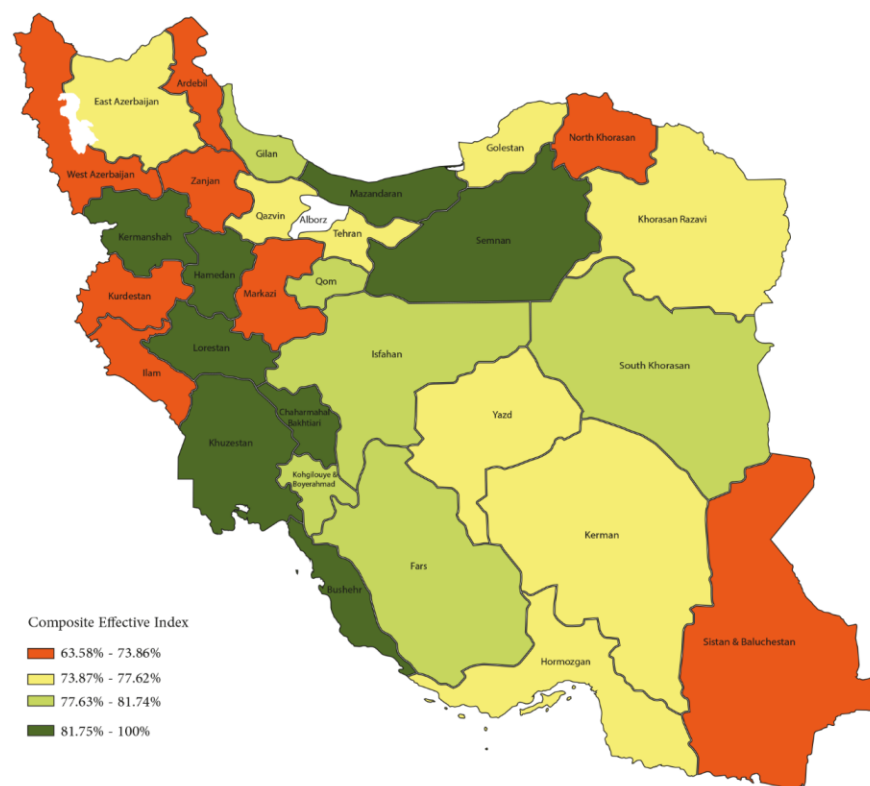 Ardebil
East Azerbaijan
North Khorasan
Golestan
Gilan
West Azerbaijan
Zanjan
Mazandaran
Qazvin
Alborz
Khorasan Razavi
Tehran
Kermanshah
Semnan
Hamedan
Qom
Kurdestan
Markazi
Lorestan
Isfahan
South Khorasan
Ilam
Chaharmahal
Bakhtiari
Yazd
Khuzestan
Kohgilouye &
Boyerahmad
Kerman
Fars
Bushehr
Sistan & Baluchestan
Hormozgan
Composite Effective Index
63.58% - 73.86%
73.87% - 77.62%
77.63% - 81.74%
81.75% - 100%